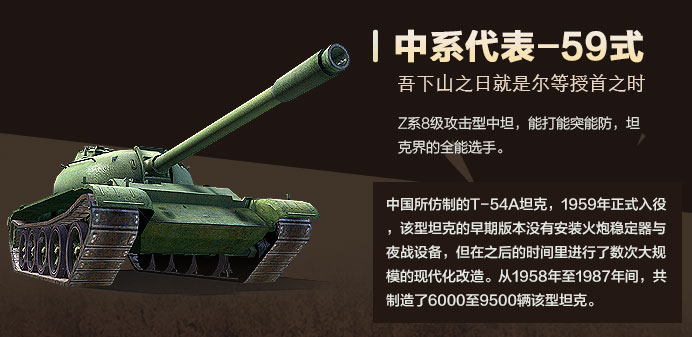 中系代表-59式
吾下山之日就是尔等授首之时
Z系8级攻击型中坦，能打能突能防，坦
克界的全能选手。
中国所仿制的T-54A坦克，1959年正式入役
，该型坦克的早期版本没有安装火炮稳定器与
夜战设备，但在之后的时间里进行了数次大规
模的现代化改造。从1958年至1987年间，共
制造了6000至9500辆该型坦克。